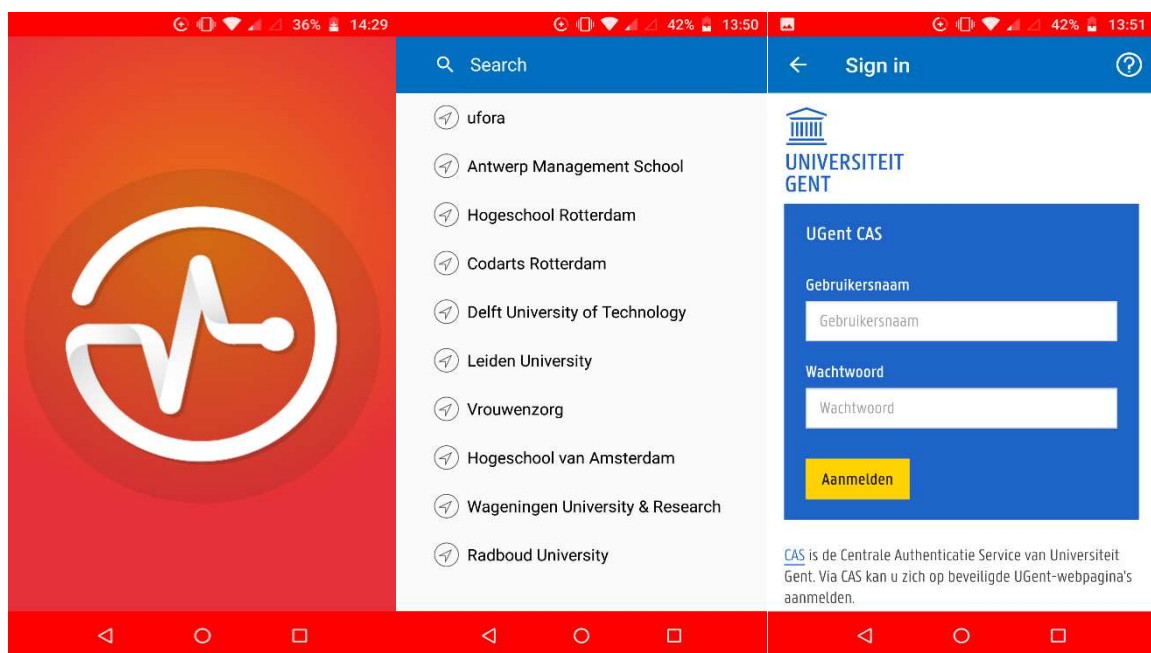 36% 14:29
42% 13:50
Search
ufora
Antwerp Management School
Hogeschool Rotterdam
Codarts Rotterdam
Delft University of Technology
Leiden University
Vrouwenzorg
Hogeschool van Amsterdam
Wageningen University & Research
Radboud University
42% 13:51
Sign in
UNIVERSITEIT
GENT
UGent CAS
Gebruikersnaam
Gebruikersnaam
Wachtwoord
Wachtwoord
Aanmelden
CAS is de Centrale Authenticatie Service van Universiteit
Gent. Via CAS kan u zich op beveiligde UGent-webpagina's
aanmelden.